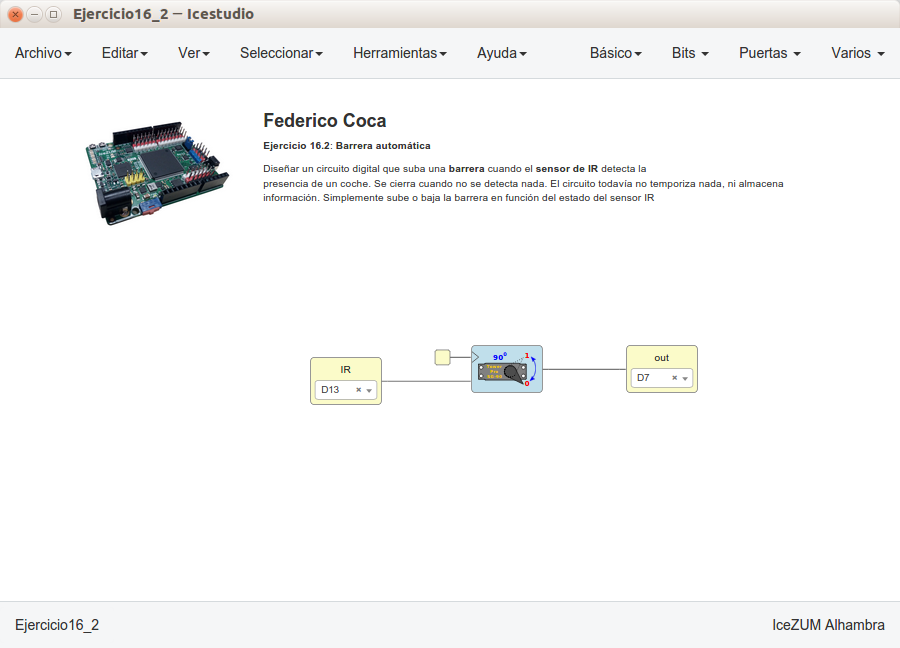 Ejercicio16_2 — Icestudio
Archivo Editar Ver Seleccionar Herramientas Ayuda Básico Bits Puertas Varios
Federico Coca
Ejercicio 16.2: Barrera automática
Diseñar un circuito digital que suba una barrera cuando el sensor de IR detecta la
presencia de un coche. Se cierra cuando no se detecta nada. El circuito todavía no temporiza nada, ni almacena
información. Simplemente sube o baja la barrera en función del estado del sensor IR
IR
D13
90º 1
Tower
Pro
SG-90
0
out
D7
Ejercicio16_2 IceZUM Alhambra